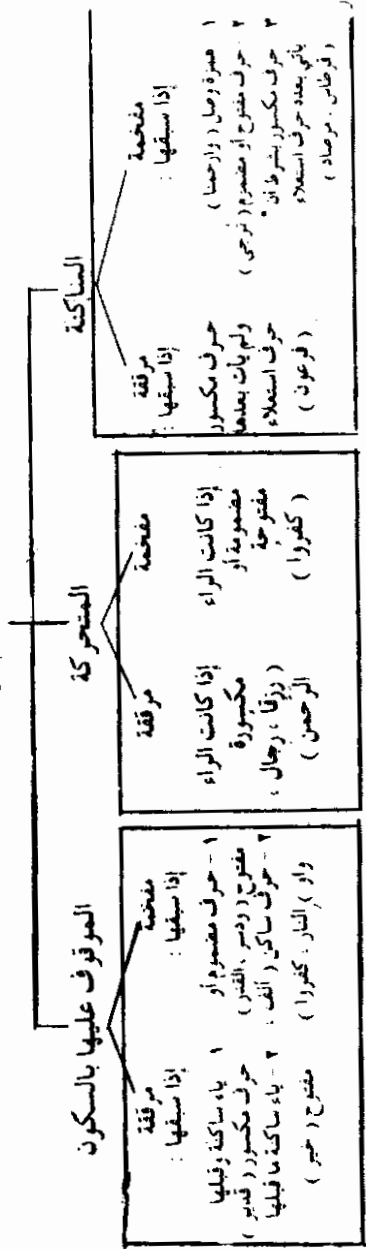 الساكنة
مفخمة
إذا سبقها :
١ همزة وصل ( وارحمنا )
٢ - حرف مفتوح أو مضموم ( تُرجى )
٣ حرف مكسور بشرط أن
يأتي بعده حرف استعلاء
( قرطاس ، مرصاد )
مرققة
إذا سبقها :
حرف مكسور
ولم يأت بعدها
حرف استعلاء
( فرعون )
المتحركة
مفخمة
إذا كانت الراء
مضمومة أو
مفتوحة
( كفروا )
مرققة
إذا كانت الراء
مكسورة
( رِزقا ، رجال ،
الرحمن )
الموقوف عليها بالسكون
مفخمة
إذا سبقها :
١ - حرف مضموم أو
مفتوح ( ودسر ، القمر )
٢ - حرف ساكن ( ألف ،
واو ) النار ، كفروا )
مرققة
إذا سبقها :
١ ياء ساكنة وقبلها
حرف مكسور ( قدير )
٢ - ياء ساكنة ما قبلها
مفتوح ( خير )